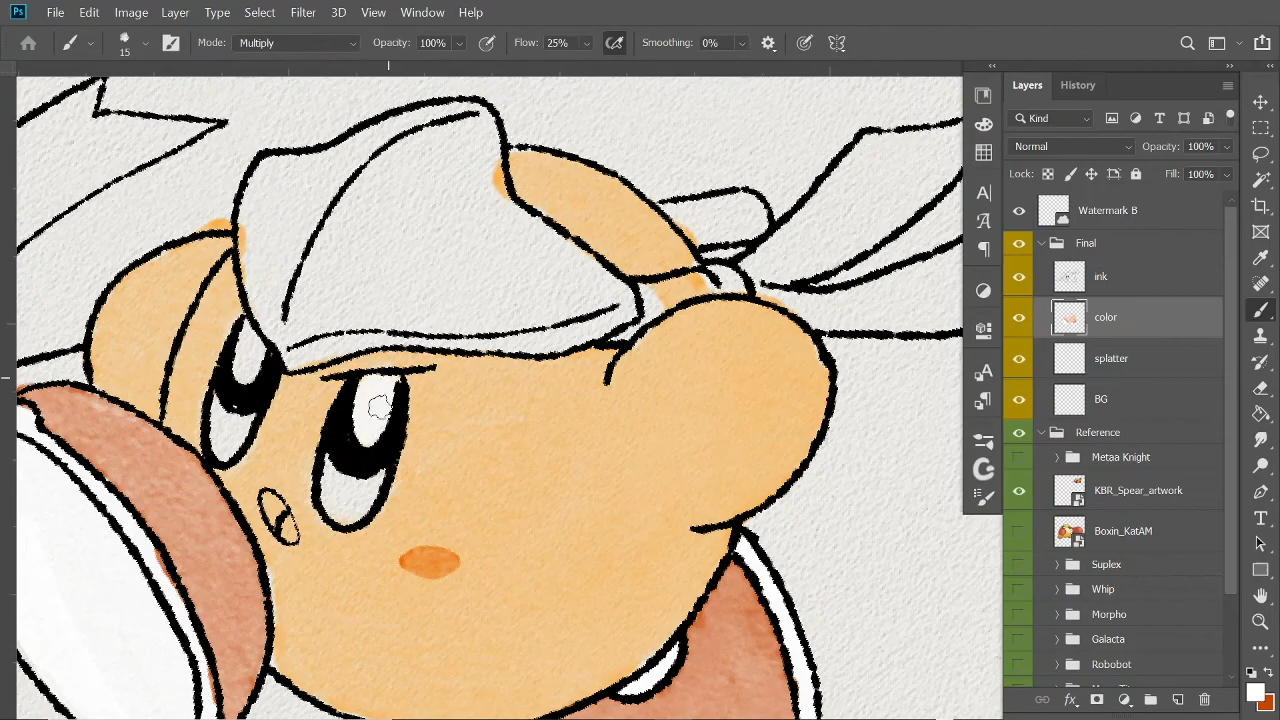 Ps File Edit Image Layer Type Select Filter 3D View Window Help
15 Mode: Multiply Opacity: 100% Flow: 25% Smoothing: 0%
Layers History
Kind
Normal Opacity: 100%
Lock: Fill: 100%
Watermark B
Final
ink
color
splatter
BG
Reference
Metaa Knight
KBR_Spear_artwork
Boxin_KatAM
Suplex
Whip
Morpho
Galacta
Robobot